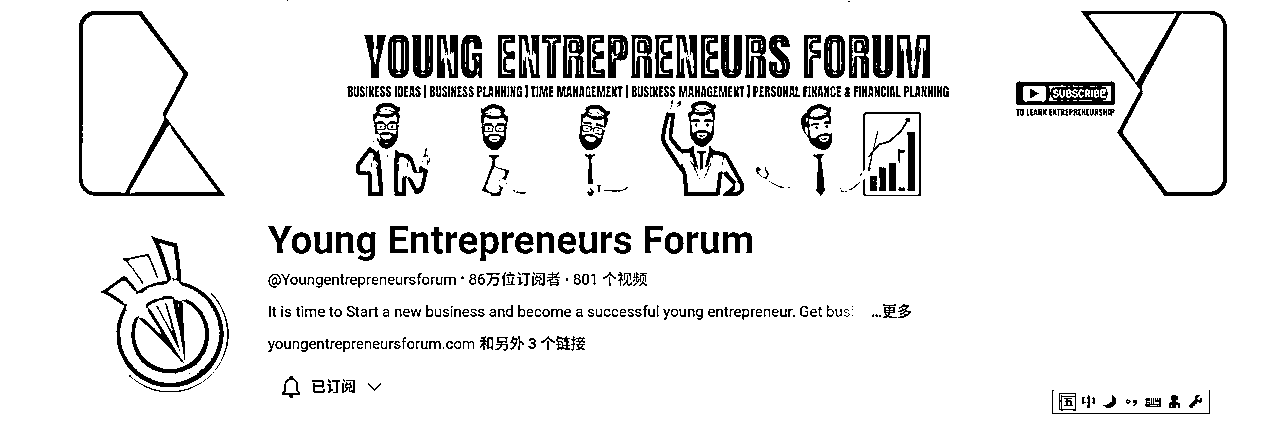 YOUNG ENTREPRENEURS FORUM
BUSINESS IDEAS | BUSINESS PLANNING | TIME MANAGEMENT | BUSINESS MANAGEMENT | PERSONAL FINANCE & FINANCIAL PLANNING
SUBSCRIBE
TO LEARN ENTREPRENEURSHIP
Young Entrepreneurs Forum
@Youngentrepreneursforum · 86万位订阅者 · 801 个视频
It is time to Start a new business and become a successful young entrepreneur. Get busi ...更多
youngentrepreneursforum.com 和另外 3 个链接
已订阅
五 中